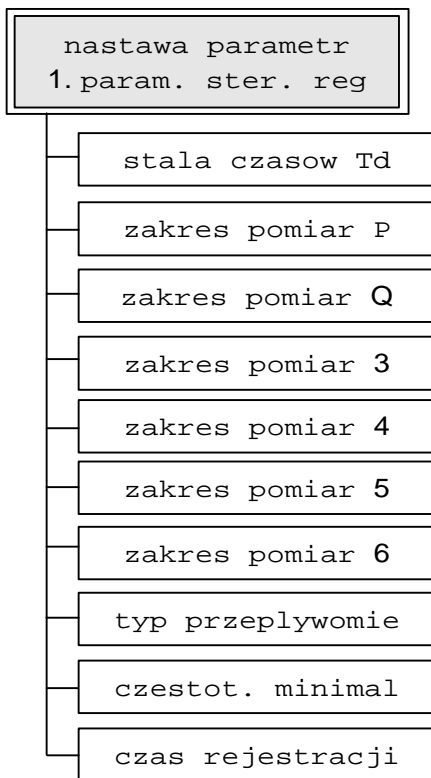 nastawa parametr
1. param. ster. reg
stala czasow Td
zakres pomiar P
zakres pomiar Q
zakres pomiar 3
zakres pomiar 4
zakres pomiar 5
zakres pomiar 6
typ przeplywomie
czestot. minimal
czas rejestracji